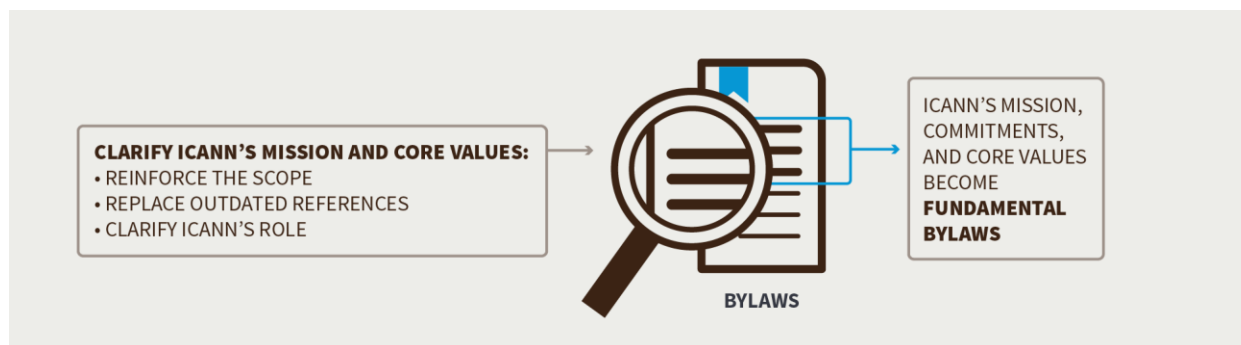 CLARIFY ICANN’S MISSION AND CORE VALUES:
• REINFORCE THE SCOPE
• REPLACE OUTDATED REFERENCES
• CLARIFY ICANN’S ROLE
BYLAWS
ICANN’S MISSION,
COMMITMENTS,
AND CORE VALUES
BECOME
FUNDAMENTAL
BYLAWS